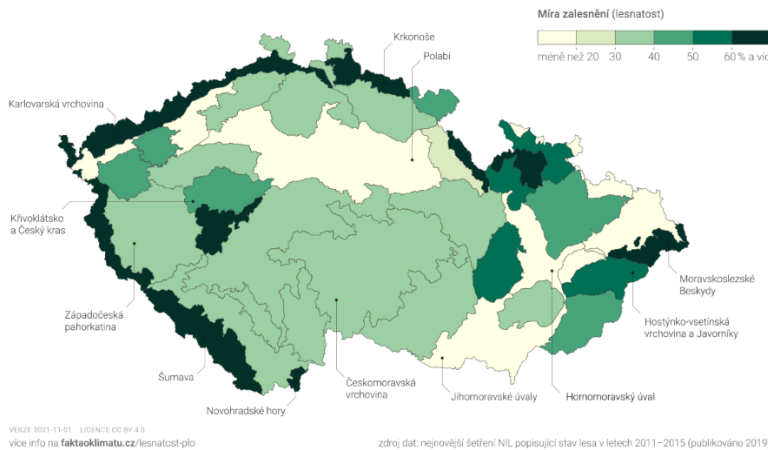 Míra zalesnění (lesnatost)
méně než 20 30 40 50 60 % a víc
Krkonoše
Polabí
Karlovarská vrchovina
Křivoklátsko
a Český kras
Západočeská
pahorkatina
Šumava
Novohradské hory
Českomoravská
vrchovina
Jihomoravské úvaly
Hornomoravský úval
Hostýnko-vsetínská
vrchovina a Javorníky
Moravskoslezské
Beskydy
VERZE 2021-11-01 LICENCE CC BY 4.0
více info na faktaoklimatu.cz/lesnatost-plo
zdroj dat: nejnovější šetření NIL popisující stav lesa v letech 2011–2015 (publikováno 2019)